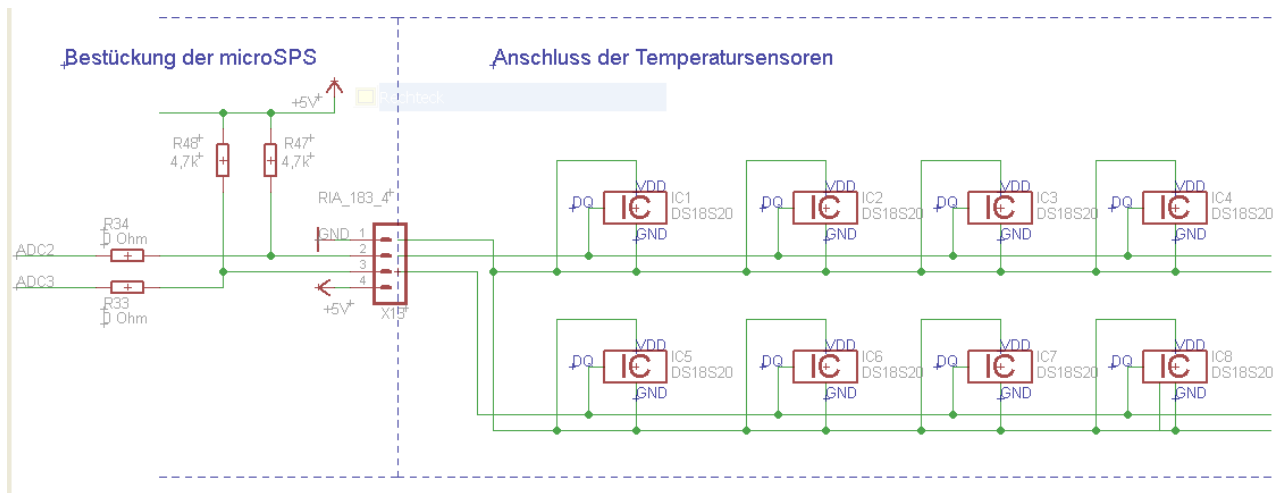 Bestückung der microSPS
Anschluss der Temperatursensoren
+5V
Rechteck
R48
4,7k
R47
4,7k
RIA_183_4
R34
0 Ohm
ADC2
ADC3
R33
0 Ohm
GND
1
2
3
4
+5V
X13
DQ
VDD
IC
GND
IC1
DS18S20
DQ
VDD
IC
GND
IC2
DS18S20
DQ
VDD
IC
GND
IC3
DS18S20
DQ
VDD
IC
GND
IC4
DS18S20
DQ
VDD
IC
GND
IC5
DS18S20
DQ
VDD
IC
GND
IC6
DS18S20
DQ
VDD
IC
GND
IC7
DS18S20
DQ
VDD
IC
GND
IC8
DS18S20